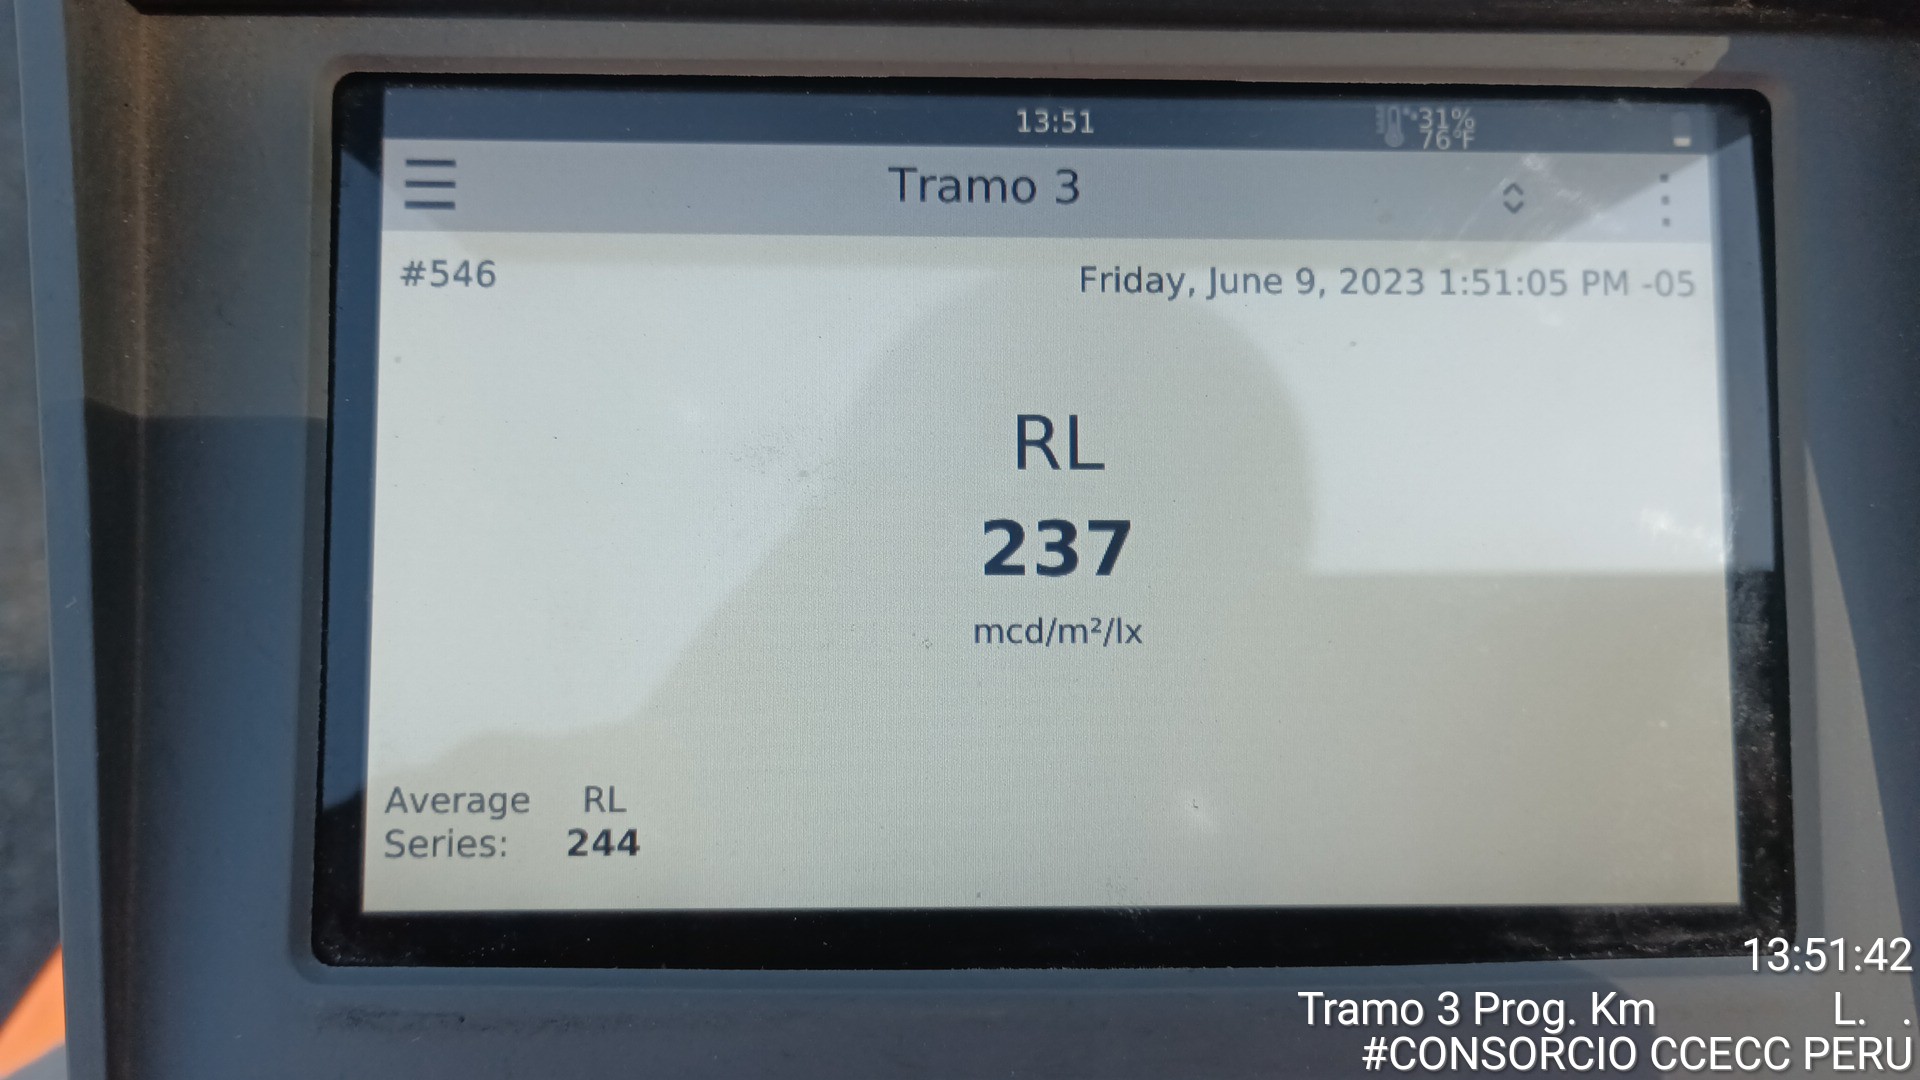 13:51
31%
76°F
Tramo 3
#546
Friday, June 9, 2023 1:51:05 PM -05
RL
237
mcd/m²/lx
Average RL
Series: 244
13:51:42
Tramo 3 Prog. Km L. .
#CONSORCIO CCECC PERU